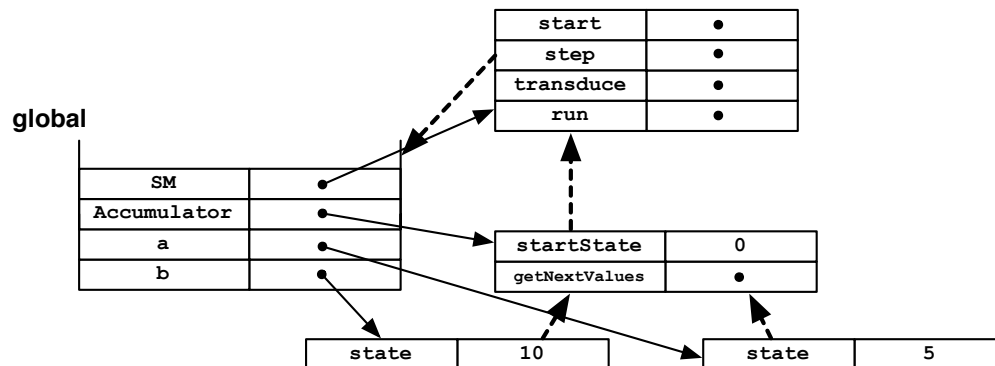 start
step
transduce
run
global
SM
Accumulator
a
b
startState 0
getNextValues
state 10
state 5